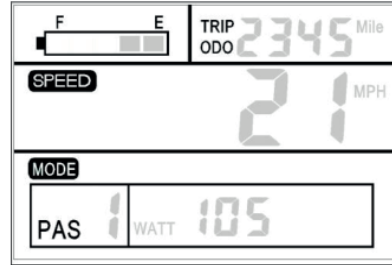 F E
TRIP 2345 Mile
ODO
SPEED
21 MPH
MODE
PAS 1 WATT 105